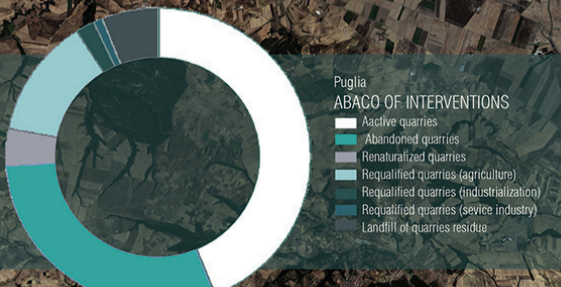 Puglia
ABACO OF INTERVENTIONS
Aactive quarries
Abandoned quarries
Renaturalized quarries
Requalified quarries (agriculture)
Requalified quarries (industrialization)
Requalified quarries (sevice industry)
Landfill of quarries residue